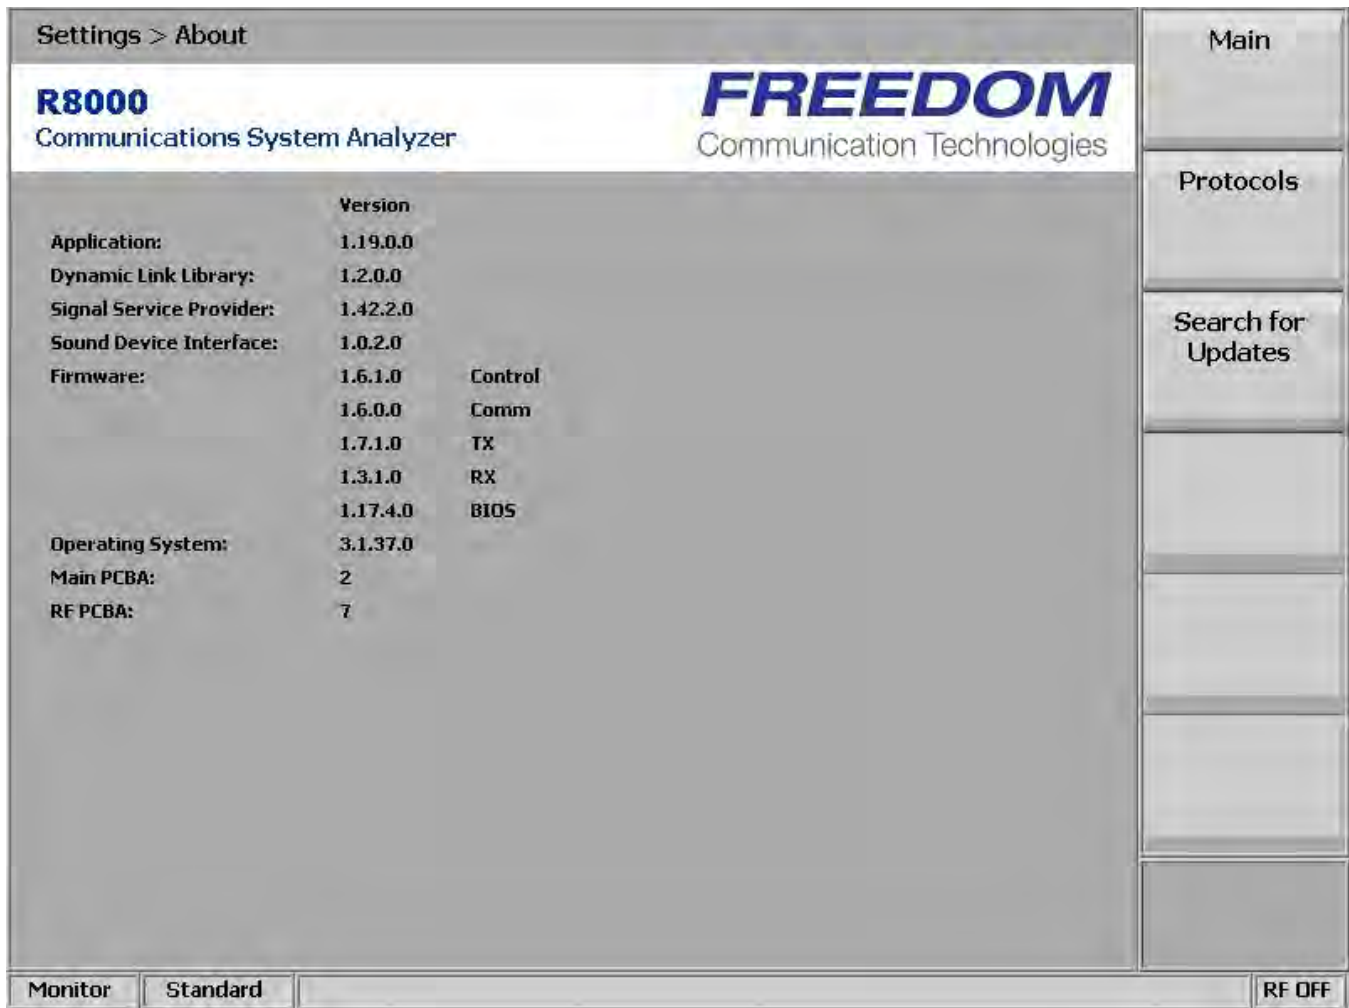 Settings > About
R8000
Communications System Analyzer
FREEDOM
Communication Technologies
Version
Application: 1.19.0.0
Dynamic Link Library: 1.2.0.0
Signal Service Provider: 1.42.2.0
Sound Device Interface: 1.0.2.0
Firmware: 1.6.1.0 Control
1.6.0.0 Comm
1.7.1.0 TX
1.3.1.0 RX
1.17.4.0 BIOS
Operating System: 3.1.37.0
Main PCBA: 2
RF PCBA: 7
Main
Protocols
Search for
Updates
Monitor Standard RF OFF